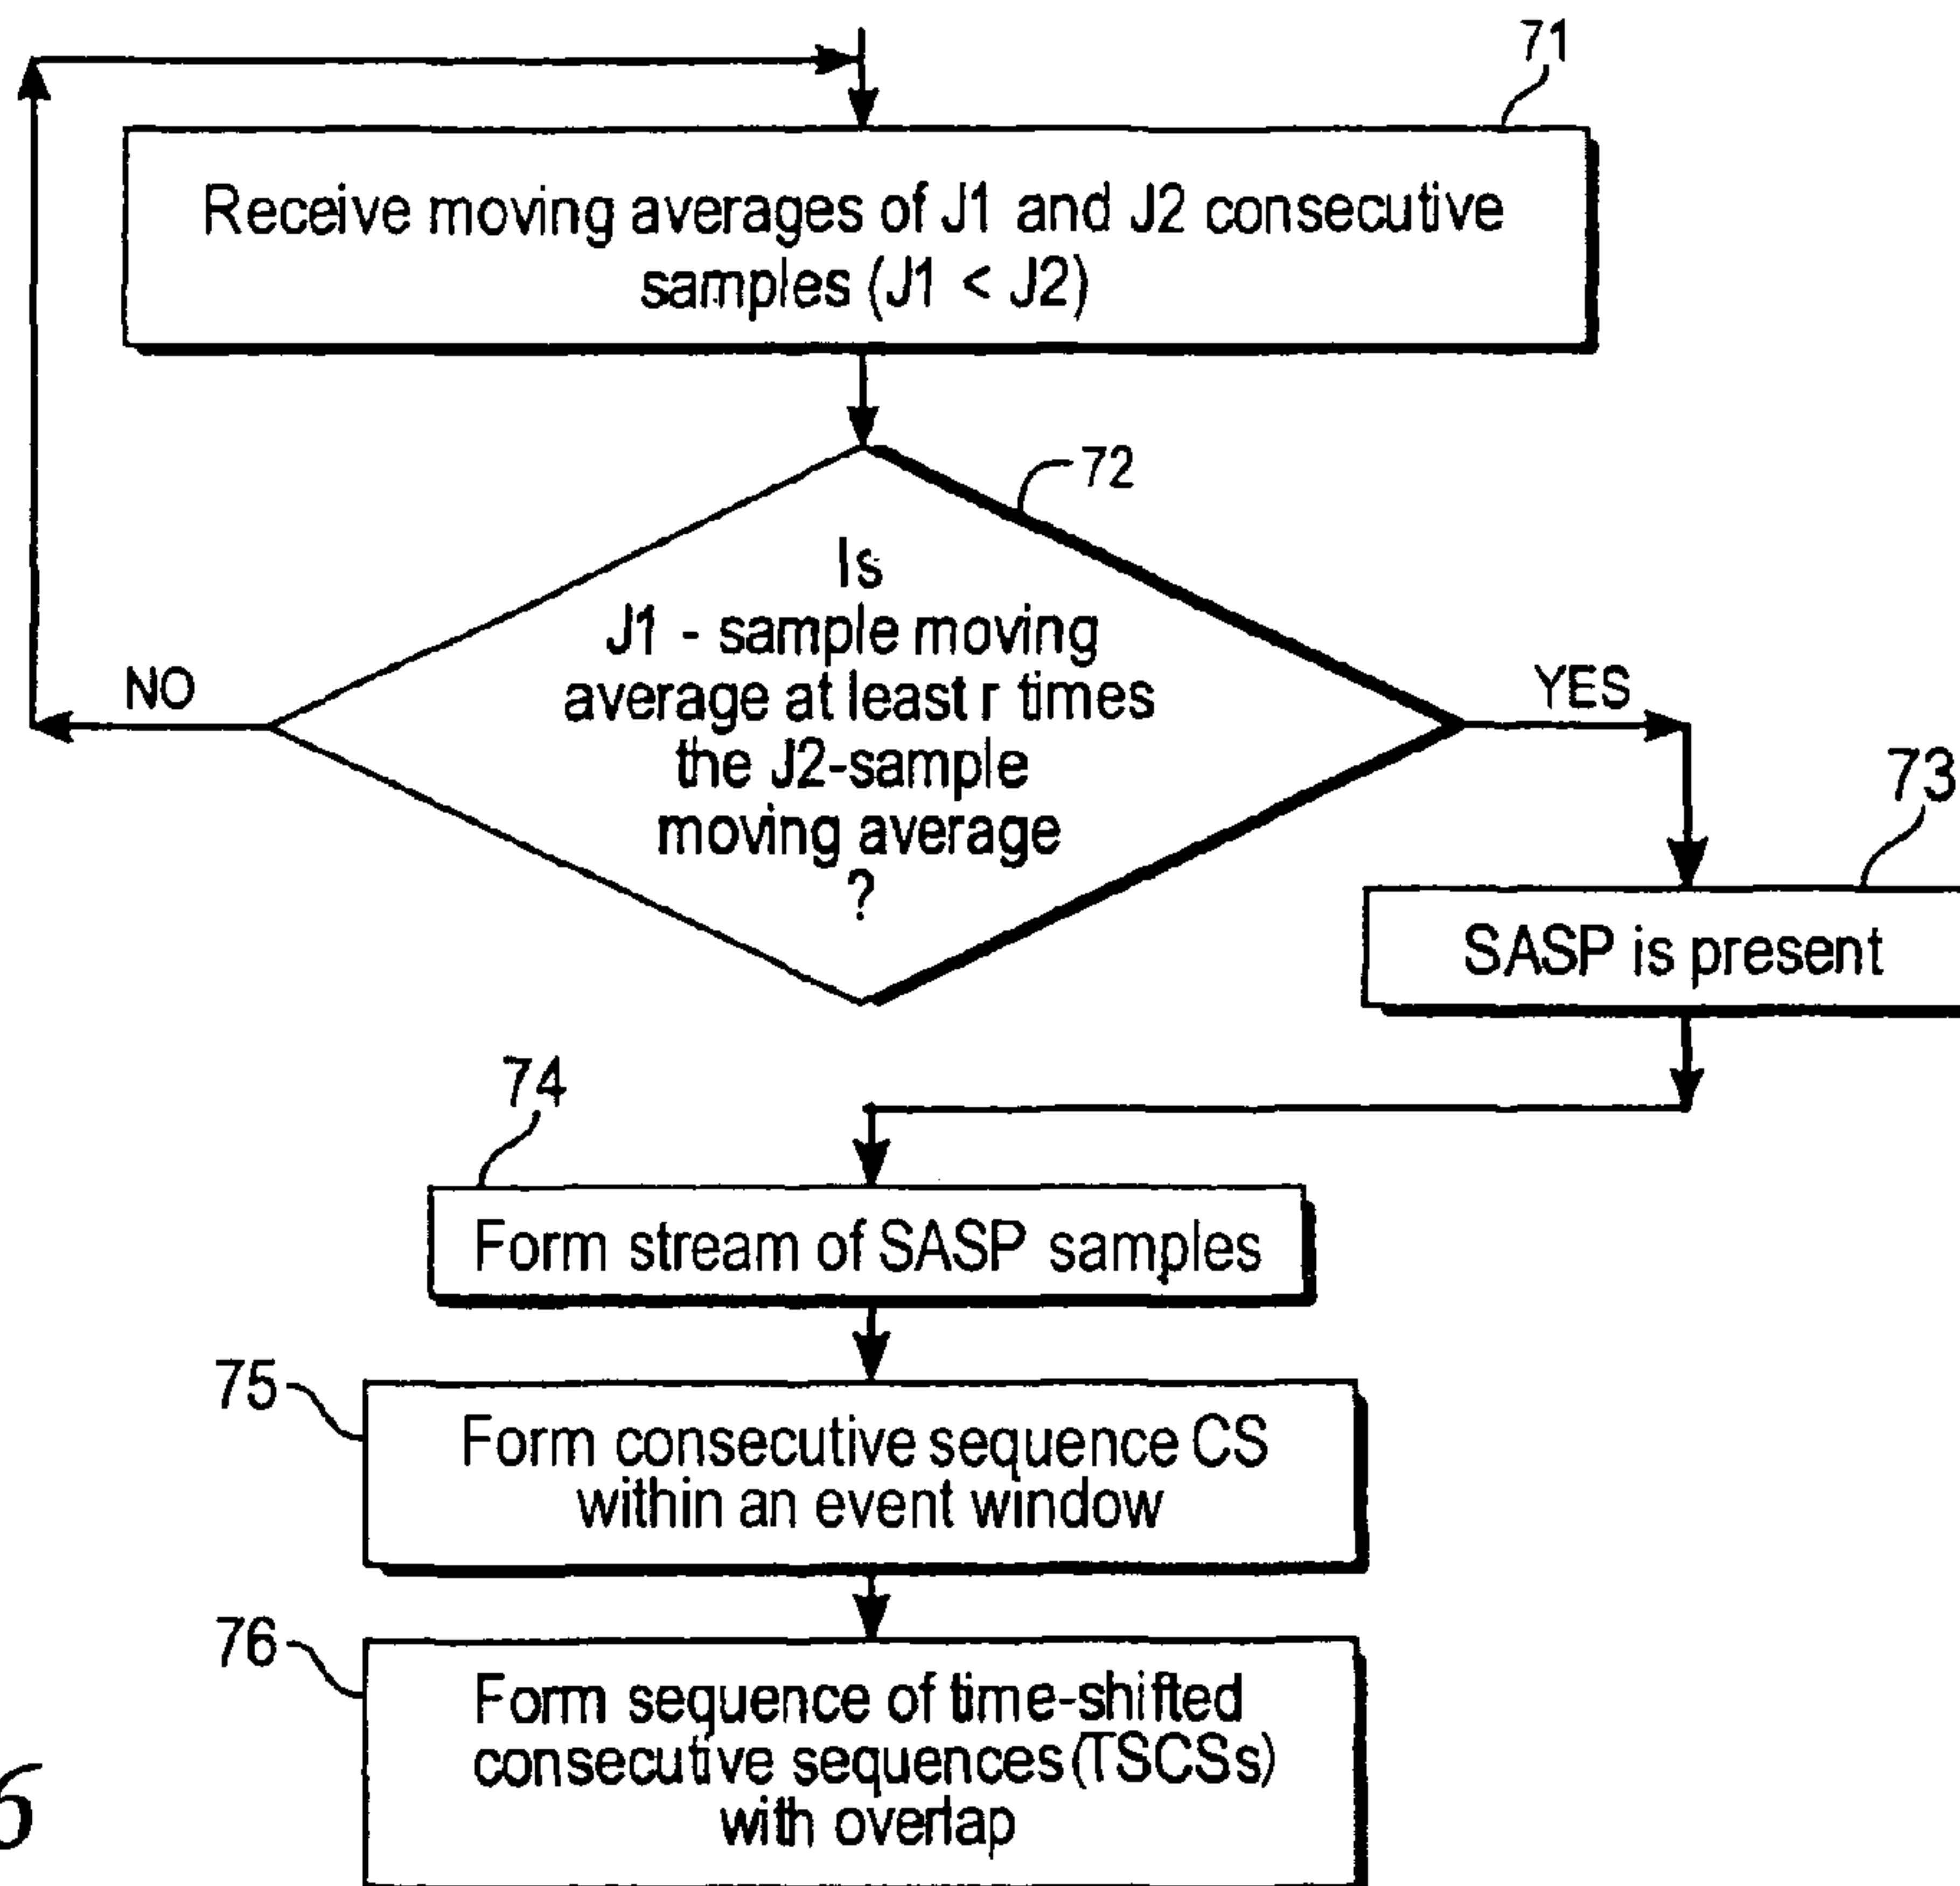 71
Receive moving averages of J1 and J2 consecutive
samples (J1 < J2)
72
Is
J1 - sample moving
average at least r times
the J2-sample
moving average
?
NO
YES
73
SASP is present
74
Form stream of SASP samples
75
Form consecutive sequence CS
within an event window
76
Form sequence of time-shifted
consecutive sequences (TSCSs)
with overlap